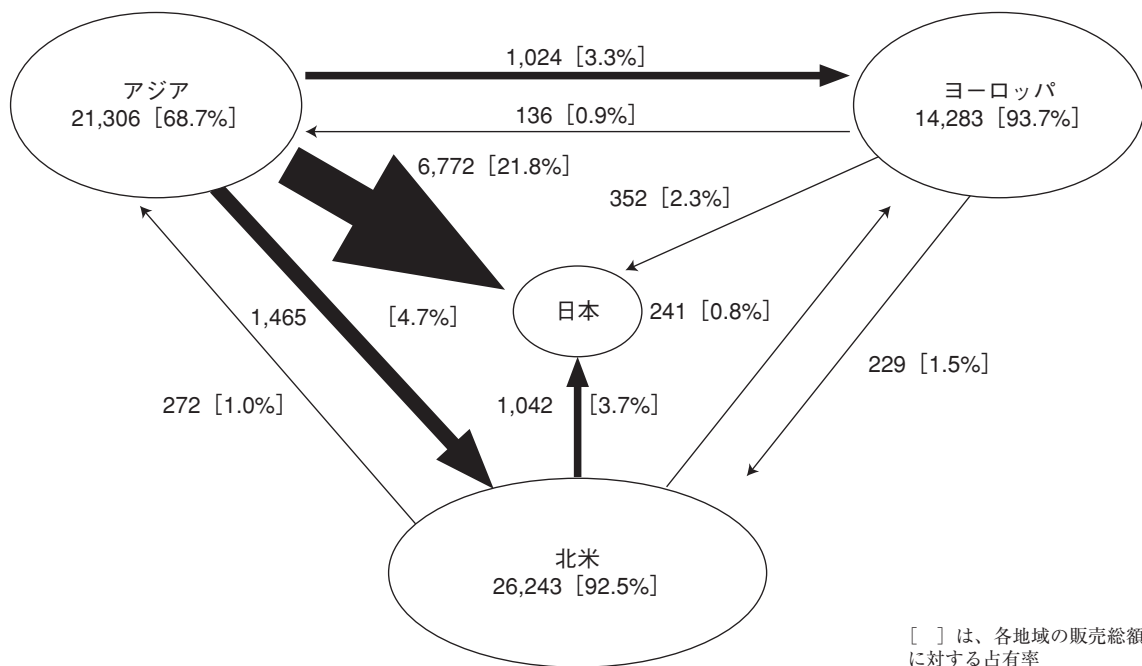 1,024［3.3%］
アジア
21,306［68.7%］
ヨーロッパ
14,283［93.7%］
136［0.9%］
6,772［21.8%］
352［2.3%］
日本
241［0.8%］
1,465
［4.7%］
229［1.5%］
272［1.0%］
1,042
［3.7%］
北米
26,243［92.5%］
［　］は、各地域の販売総額
に対する占有率